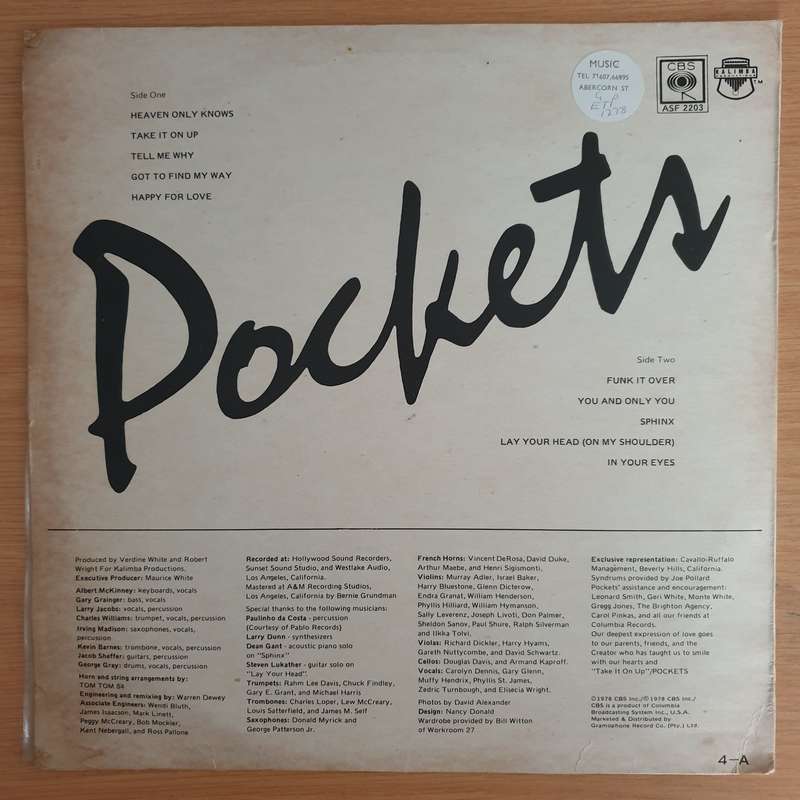 MUSIC
TEL 71607,66895
ABERCORN ST
CBS
ASF 2203
KALIMBA
TM
Side One
HEAVEN ONLY KNOWS
TAKE IT ON UP
TELL ME WHY
GOT TO FIND MY WAY
HAPPY FOR LOVE
Pockets
Side Two
FUNK IT OVER
YOU AND ONLY YOU
SPHINX
LAY YOUR HEAD (ON MY SHOULDER)
IN YOUR EYES
Produced by Verdine White and Robert
Wright For Kalimba Productions.
Executive Producer: Maurice White
Albert McKinney: keyboards, vocals
Gary Grainger: bass, vocals
Larry Jacobs: vocals, percussion
Charles Williams: trumpet, vocals, percussion
Irving Madison: saxophones, vocals,
percussion
Kevin Barnes: trombone, vocals, percussion
Jacob Sheffer: guitars, percussion
George Gray: drums, vocals, percussion
Horn and string arrangements by:
TOM TOM 84
Engineering and remixing by: Warren Dewey
Associate Engineers: Wendi Bluth,
James Isaacson, Mark Linett,
Peggy McCreary, Bob Mockler,
Kent Nebergall, and Ross Pallone
Recorded at: Hollywood Sound Recorders,
Sunset Sound Studio, and Westlake Audio,
Los Angeles, California.
Mastered at A&M Recording Studios,
Los Angeles, California by Bernie Grundman
Special thanks to the following musicians:
Paulinho da Costa - percussion
(Courtesy of Pablo Records)
Larry Dunn - synthesizers
Dean Gant - acoustic piano solo
on "Sphinx"
Steven Lukather - guitar solo on
"Lay Your Head".
Trumpets: Rahm Lee Davis, Chuck Findley,
Gary E. Grant, and Michael Harris
Trombones: Charles Loper, Lew McCreary,
Louis Satterfield, and James M. Self
Saxophones: Donald Myrick and
George Patterson Jr.
French Horns: Vincent DeRosa, David Duke,
Arthur Maebe, and Henri Sigismonti.
Violins: Murray Adler, Israel Baker,
Harry Bluestone, Glenn Dicterow,
Endra Granat, William Henderson,
Phyllis Hilliard, William Hymanson,
Sally Leverenz, Joseph Livoti, Don Palmer,
Sheldon Sanov, Paul Shure, Ralph Silverman
and Ilkka Tolvi.
Violas: Richard Dickler, Harry Hyams,
Gareth Nuttycombe, and David Schwartz.
Cellos: Douglas Davis, and Armand Kaproff.
Vocals: Carolyn Dennis, Gary Glenn,
Muffy Hendrix, Phyllis St. James,
Zedric Turnbough, and Eliscia Wright.
Photos by David Alexander
Design: Nancy Donald
Wardrobe provided by Bill Witton
of Workroom 27
Exclusive representation: Cavallo-Ruffalo
Management, Beverly Hills, California.
Syndrums provided by Joe Pollard
Pockets' assistance and encouragement:
Leonard Smith, Geri White, Monte White,
Gregg Jones, The Brighton Agency,
Carol Pinkas, and all our friends at
Columbia Records.
Our deepest expression of love goes
to our parents, friends, and the
Creator who has taught us to smile
with our hearts and
"Take It On Up"/POCKETS
©1978 CBS Inc./℗ 1978 CBS Inc./
CBS is a product of Columbia
Broadcasting System Inc., U.S.A.
Marketed & Distributed by
Gramophone Record Co. (Pty.) Ltd.
4-A